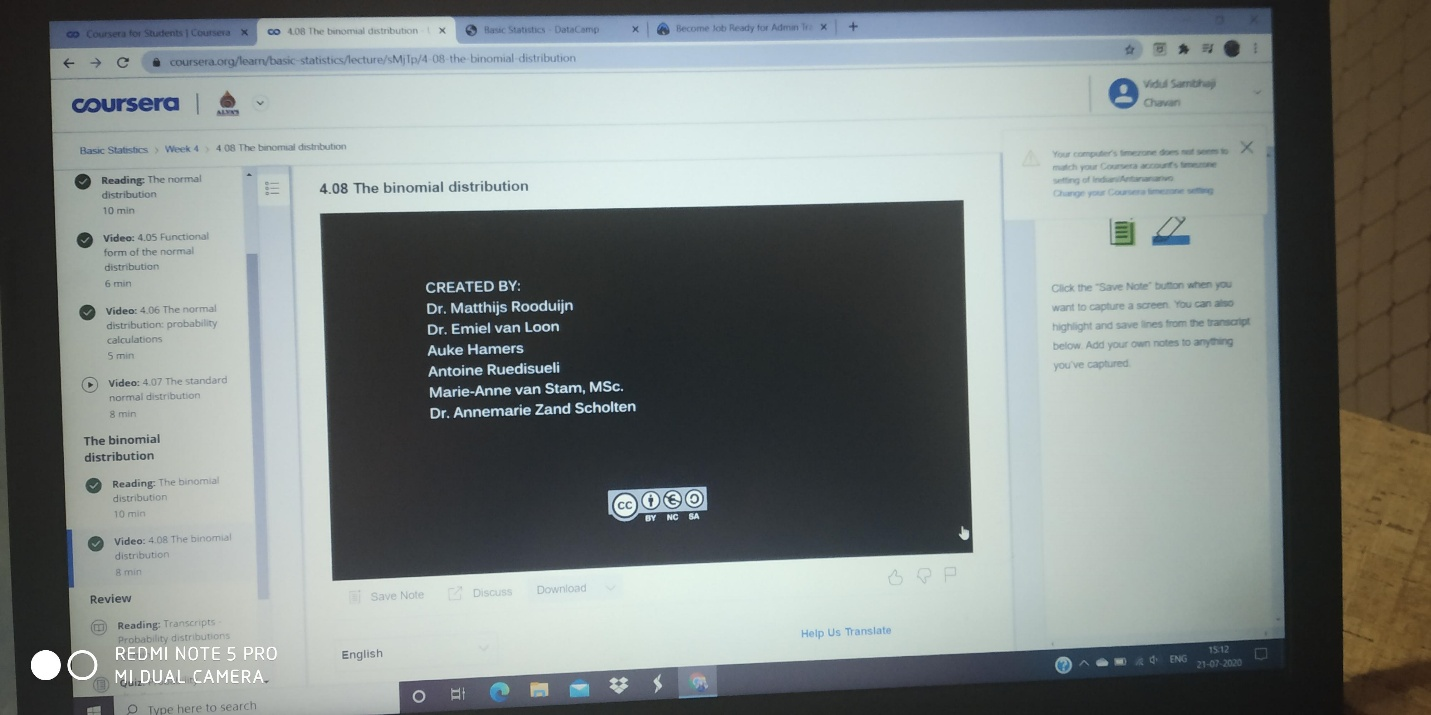 Coursera for Students | Coursera
4.08 The binomial distribution -
Basic Statistics - DataCamp
Become Job Ready for Admin Tra
coursera.org/learn/basic-statistics/lecture/sMjTp/4-08-the-binomial-distribution
coursera
ALVA'S
Vidul Sambhaji
Chavan
Basic Statistics > Week 4 > 4.08 The binomial distribution
Your computer's timezone does not seem to
match your Coursera account's timezone
setting of Indian/Antananarivo.
Change your Coursera timezone setting
Reading: The normal
distribution
10 min
Video: 4.05 Functional
form of the normal
distribution
6 min
Video: 4.06 The normal
distribution: probability
calculations
5 min
Video: 4.07 The standard
normal distribution
8 min
The binomial
distribution
Reading: The binomial
distribution
10 min
Video: 4.08 The binomial
distribution
8 min
Review
Reading: Transcripts -
Probability distributions
4.08 The binomial distribution
CREATED BY:
Dr. Matthijs Rooduijn
Dr. Emiel van Loon
Auke Hamers
Antoine Ruedisueli
Marie-Anne van Stam, MSc.
Dr. Annemarie Zand Scholten
CC
BY NC SA
Save Note
Discuss
Download
Help Us Translate
English
Click the "Save Note" button when you
want to capture a screen. You can also
highlight and save lines from the transcript
below. Add your own notes to anything
you've captured.
REDMI NOTE 5 PRO
MI DUAL CAMERA
Type here to search
ENG
15:12
21-07-2020